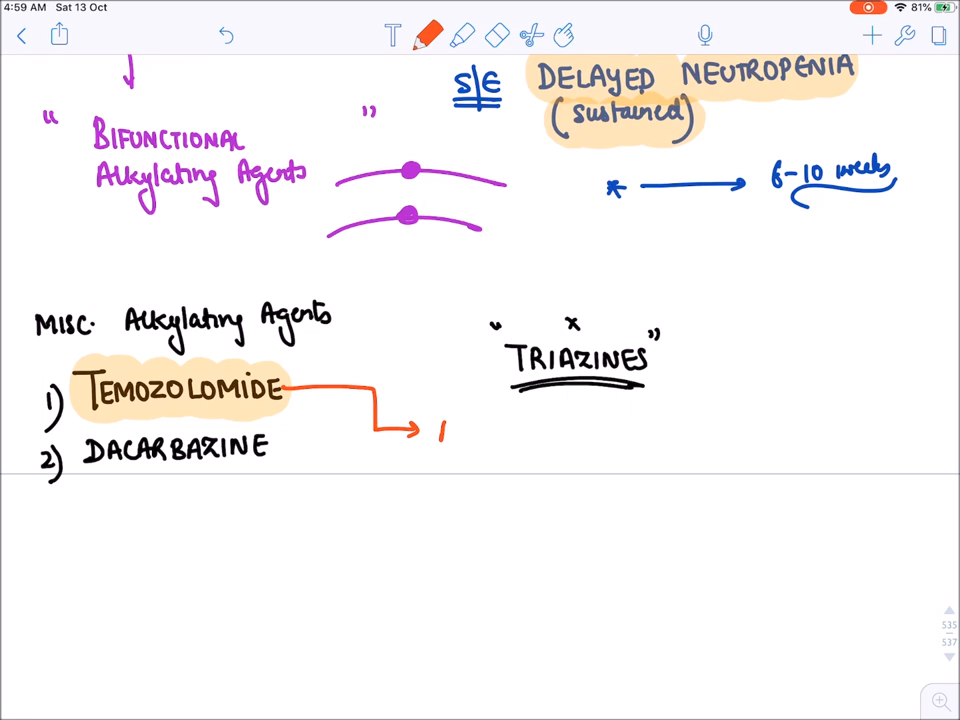 4:59 AM Sat 13 Oct
81%
S/E DELAYED NEUTROPENIA
(sustained)
" BIFUNCTIONAL "
Alkylating Agents
* 6-10 weeks
MISC. Alkylating Agents
" x
TRIAZINES "
1) TEMOZOLOMIDE
2) DACARBAZINE
535
537